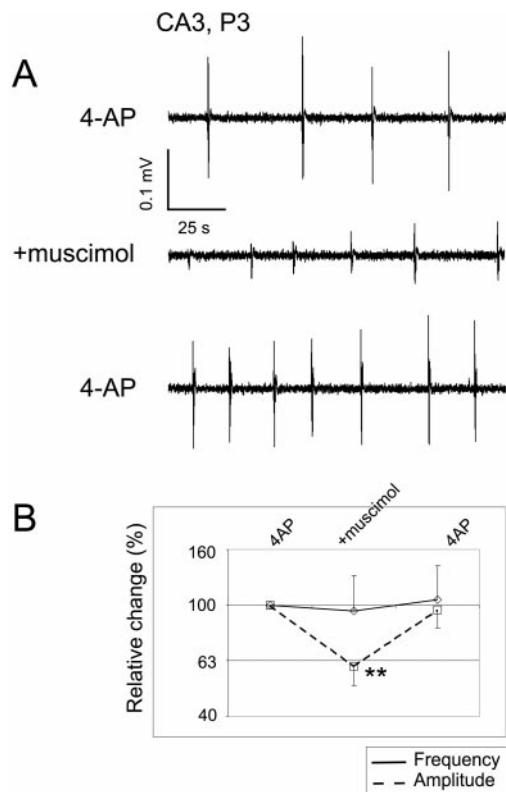 CA3, P3
A
4-AP
0.1 mV
25 s
+muscimol
4-AP
B
4AP
+muscimol
4AP
Relative change (%)
160
100
63
40
**
Frequency
Amplitude